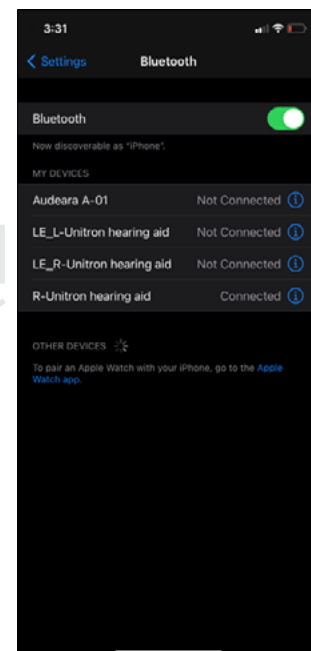 3:31
Settings
Bluetooth
Bluetooth
Now discoverable as "iPhone".
MY DEVICES
Audeara A-01 Not Connected
LE_L-Unitron hearing aid Not Connected
LE_R-Unitron hearing aid Not Connected
R-Unitron hearing aid Connected
OTHER DEVICES
To pair an Apple Watch with your iPhone, go to the Apple
Watch app.